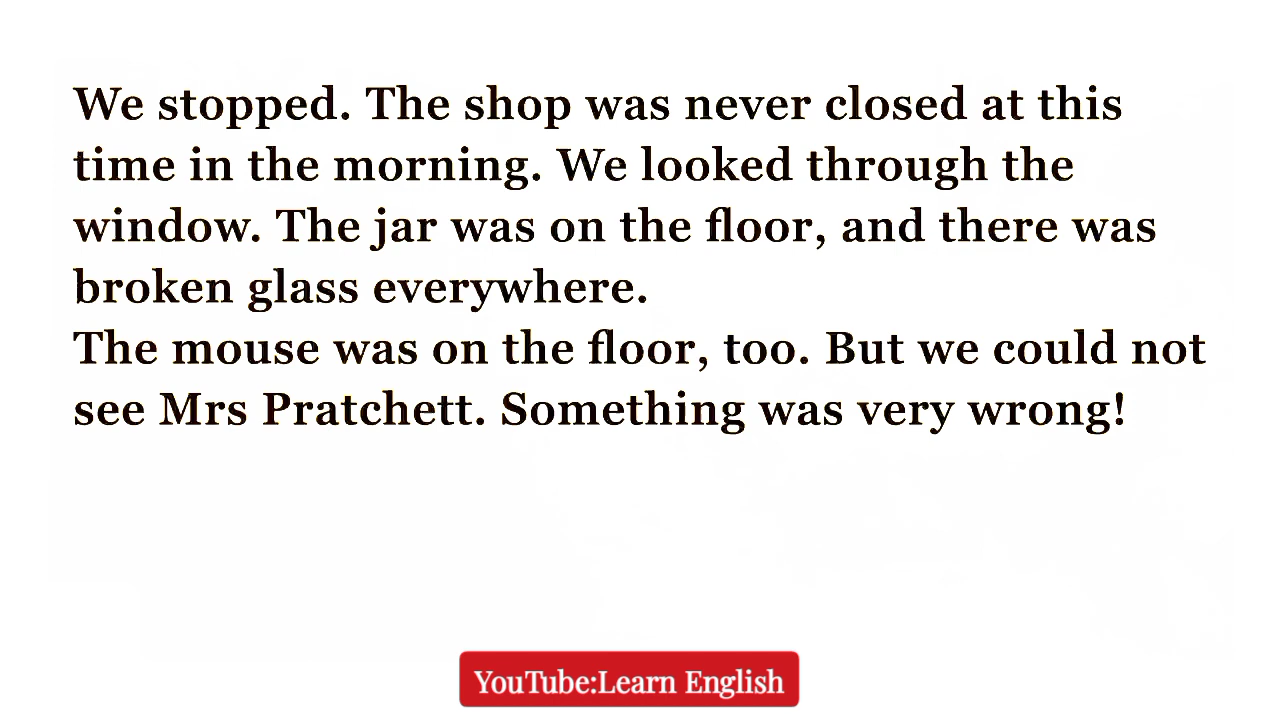 We stopped. The shop was never closed at this
time in the morning. We looked through the
window. The jar was on the floor, and there was
broken glass everywhere.
The mouse was on the floor, too. But we could not
see Mrs Pratchett. Something was very wrong!
YouTube:Learn English